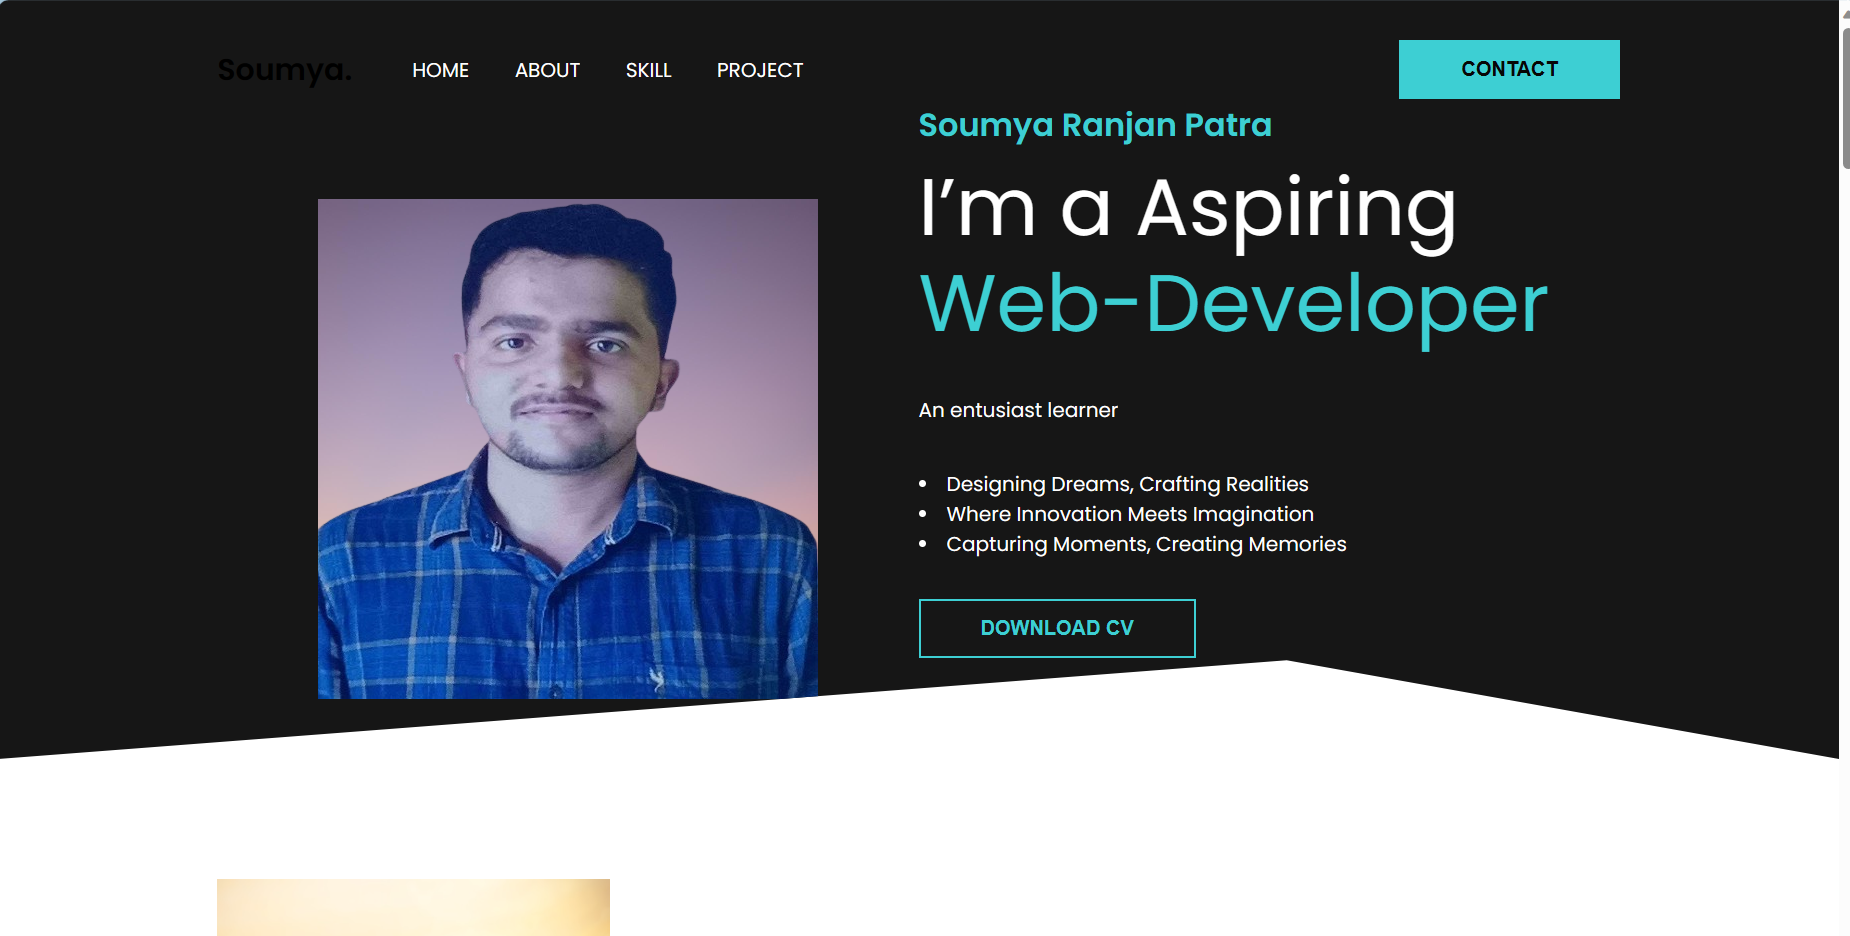 Soumya.
HOME
ABOUT
SKILL
PROJECT
CONTACT
Soumya Ranjan Patra
I’m a Aspiring
Web-Developer
An entusiast learner
Designing Dreams, Crafting Realities
Where Innovation Meets Imagination
Capturing Moments, Creating Memories
DOWNLOAD CV